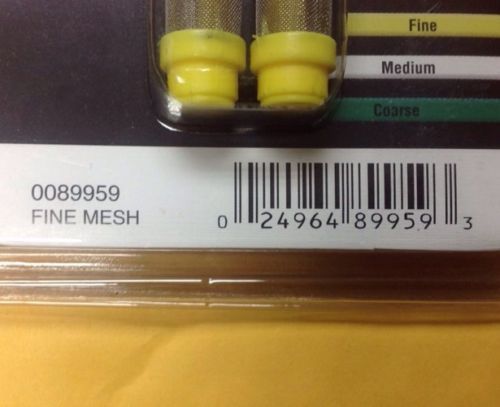 Fine
Medium
Coarse
0089959
FINE MESH
0 24964 89959 3